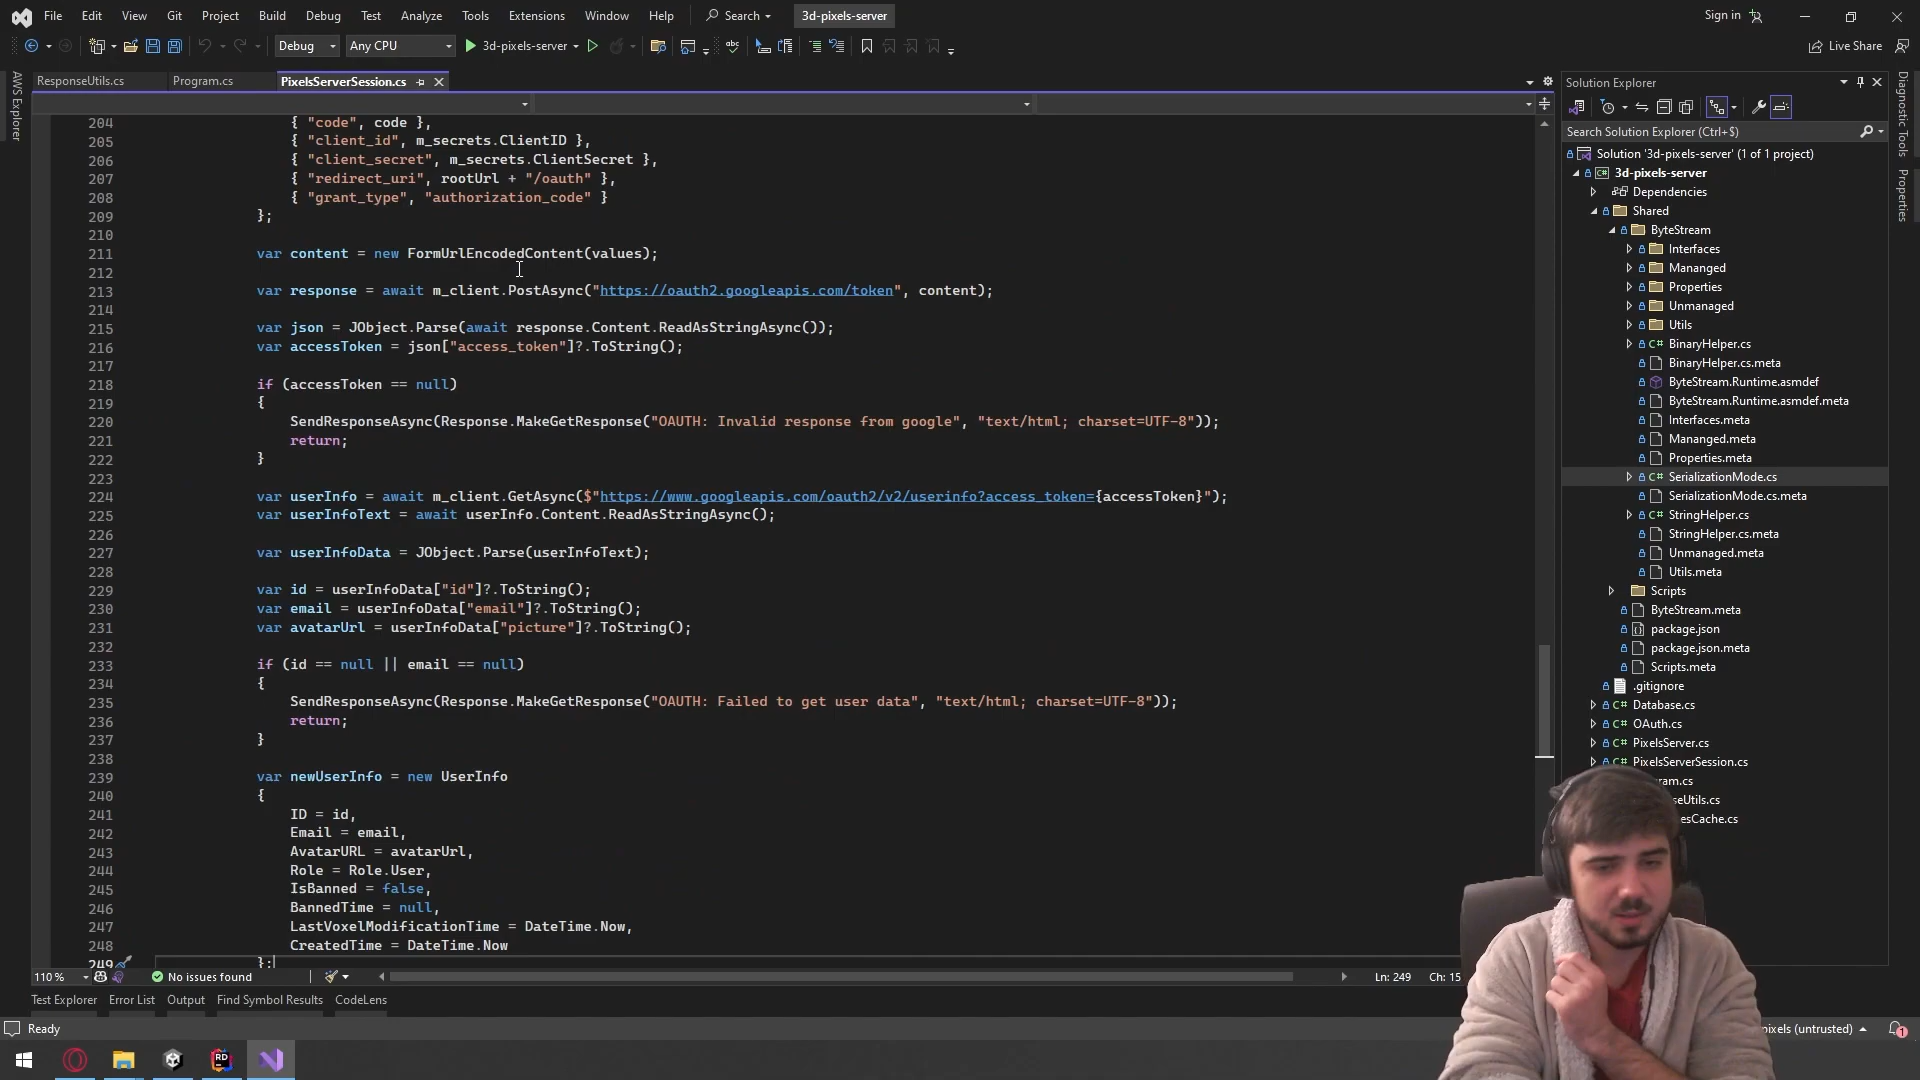 File Edit View Git Project Build Debug Test Analyze Tools Extensions Window Help Search 3d-pixels-server Sign in
Debug Any CPU 3d-pixels-server Live Share
ResponseUtils.cs Program.cs PixelsServerSession.cs
AWS Explorer
204 { "code", code },
205 { "client_id", m_secrets.ClientID },
206 { "client_secret", m_secrets.ClientSecret },
207 { "redirect_uri", rootUrl + "/oauth" },
208 { "grant_type", "authorization_code" }
209 };
210
211 var content = new FormUrlEncodedContent(values);
212
213 var response = await m_client.PostAsync("https://oauth2.googleapis.com/token", content);
214
215 var json = JObject.Parse(await response.Content.ReadAsStringAsync());
216 var accessToken = json["access_token"]?.ToString();
217
218 if (accessToken == null)
219 {
220 SendResponseAsync(Response.MakeGetResponse("OAUTH: Invalid response from google", "text/html; charset=UTF-8"));
221 return;
222 }
223
224 var userInfo = await m_client.GetAsync($"https://www.googleapis.com/oauth2/v2/userinfo?access_token={accessToken}");
225 var userInfoText = await userInfo.Content.ReadAsStringAsync();
226
227 var userInfoData = JObject.Parse(userInfoText);
228
229 var id = userInfoData["id"]?.ToString();
230 var email = userInfoData["email"]?.ToString();
231 var avatarUrl = userInfoData["picture"]?.ToString();
232
233 if (id == null || email == null)
234 {
235 SendResponseAsync(Response.MakeGetResponse("OAUTH: Failed to get user data", "text/html; charset=UTF-8"));
236 return;
237 }
238
239 var newUserInfo = new UserInfo
240 {
241 ID = id,
242 Email = email,
243 AvatarURL = avatarUrl,
244 Role = Role.User,
245 IsBanned = false,
246 BannedTime = null,
247 LastVoxelModificationTime = DateTime.Now,
248 CreatedTime = DateTime.Now
249 };
110 % No issues found Ln: 249 Ch: 15
Test Explorer Error List Output Find Symbol Results CodeLens
Ready
Solution Explorer
Search Solution Explorer (Ctrl+$)
Solution '3d-pixels-server' (1 of 1 project)
3d-pixels-server
Dependencies
Shared
ByteStream
Interfaces
Mananged
Properties
Unmanaged
Utils
C# BinaryHelper.cs
BinaryHelper.cs.meta
ByteStream.Runtime.asmdef
ByteStream.Runtime.asmdef.meta
Interfaces.meta
Mananged.meta
Properties.meta
C# SerializationMode.cs
SerializationMode.cs.meta
C# StringHelper.cs
StringHelper.cs.meta
Unmanaged.meta
Utils.meta
Scripts
ByteStream.meta
package.json
package.json.meta
Scripts.meta
.gitignore
C# Database.cs
C# OAuth.cs
C# PixelsServer.cs
C# PixelsServerSession.cs
Diagnostic Tools
Properties
(untrusted)
1
RD